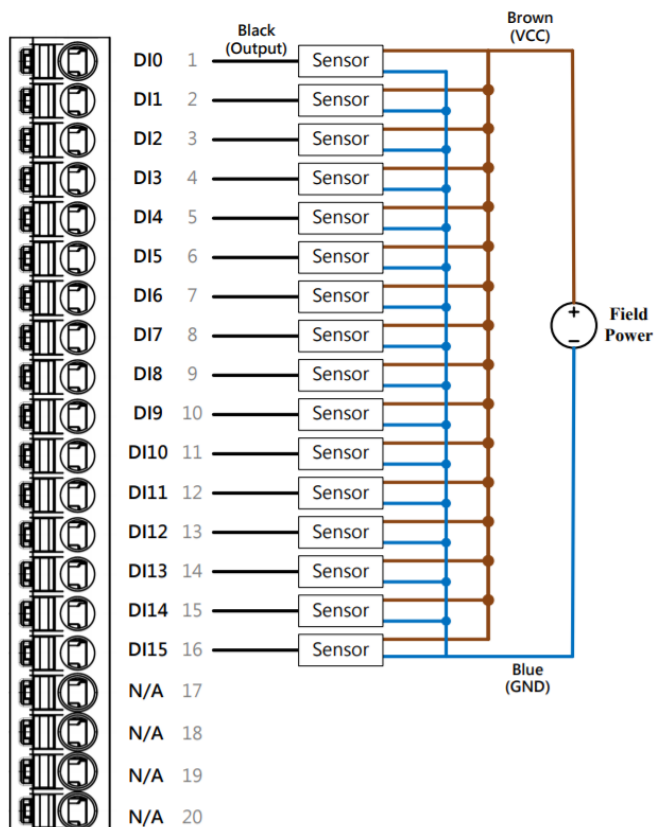 Black
(Output)
Brown
(VCC)
DI0 1 Sensor
DI1 2 Sensor
DI2 3 Sensor
DI3 4 Sensor
DI4 5 Sensor
DI5 6 Sensor
DI6 7 Sensor
+
Field
Power
−
DI7 8 Sensor
DI8 9 Sensor
DI9 10 Sensor
DI10 11 Sensor
DI11 12 Sensor
DI12 13 Sensor
DI13 14 Sensor
DI14 15 Sensor
DI15 16 Sensor
Blue
(GND)
N/A 17
N/A 18
N/A 19
N/A 20